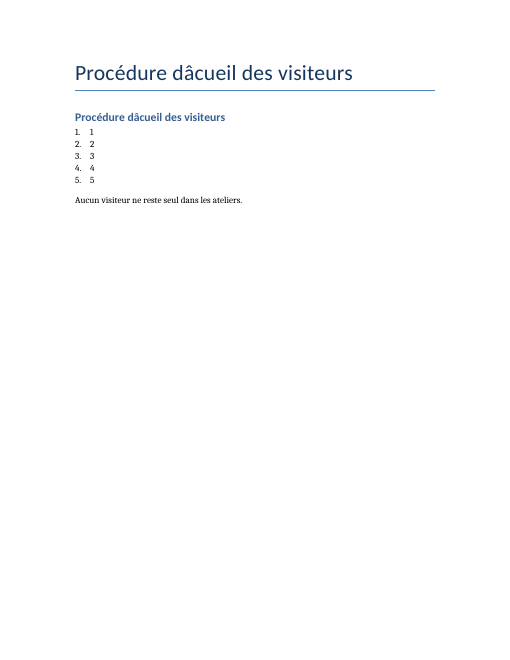 Procédure dâcueil des visiteurs
Procédure dâcueil des visiteurs
1. 1
2. 2
3. 3
4. 4
5. 5
Aucun visiteur ne reste seul dans les ateliers.